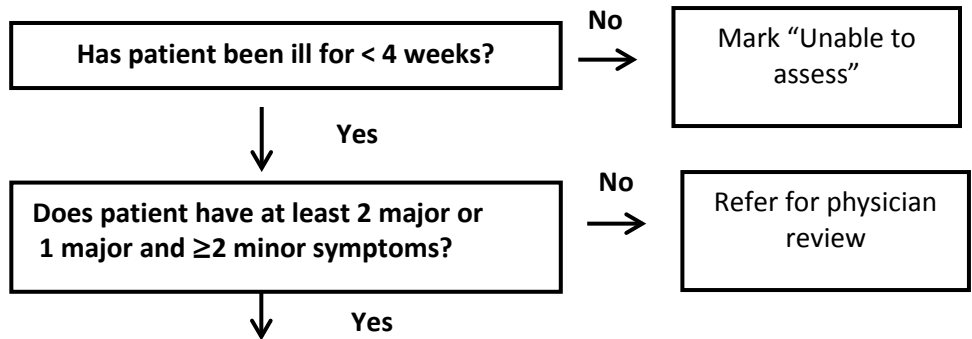 Has patient been ill for < 4 weeks?
No
Mark “Unable to
assess”
Yes
Does patient have at least 2 major or
1 major and ≥2 minor symptoms?
No
Refer for physician
review
Yes